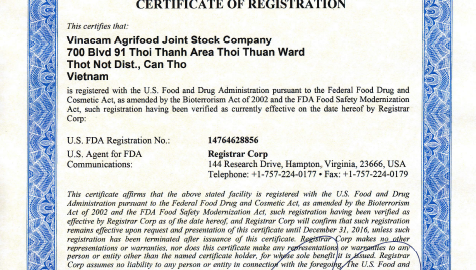 CERTIFICATE OF REGISTRATION
This certifies that:
Vinacam Agrifood Joint Stock Company
700 Blvd 91 Thoi Thanh Area Thoi Thuan Ward
Thot Not Dist., Can Tho
Vietnam
is registered with the U.S. Food and Drug Administration pursuant to the Federal Food Drug and
Cosmetic Act, as amended by the Bioterrorism Act of 2002 and the FDA Food Safety Modernization
Act, such registration having been verified as currently effective on the date hereof by Registrar
Corp:
U.S. FDA Registration No.: 14764628856
U.S. Agent for FDA Registrar Corp
Communications: 144 Research Drive, Hampton, Virginia, 23666, USA
Telephone: +1-757-224-0177 • Fax: +1-757-224-0179
This certificate affirms that the above stated facility is registered with the U.S. Food and Drug
Administration pursuant to the Federal Food Drug and Cosmetic Act, as amended by the Bioterrorism
Act of 2002 and the FDA Food Safety Modernization Act, such registration having been verified as
effective by Registrar Corp as of the date hereof, and Registrar Corp will confirm that such registration
remains effective upon request and presentation of this certificate until December 31, 2016, unless such
registration has been terminated after issuance of this certificate. Registrar Corp makes no other
representations or warranties, nor does this certificate make any representations or warranties to any
person or entity other than the named certificate holder, for whose sole benefit it is issued. Registrar
Corp assumes no liability to any person or entity in connection with the foregoing. The U.S. Food and